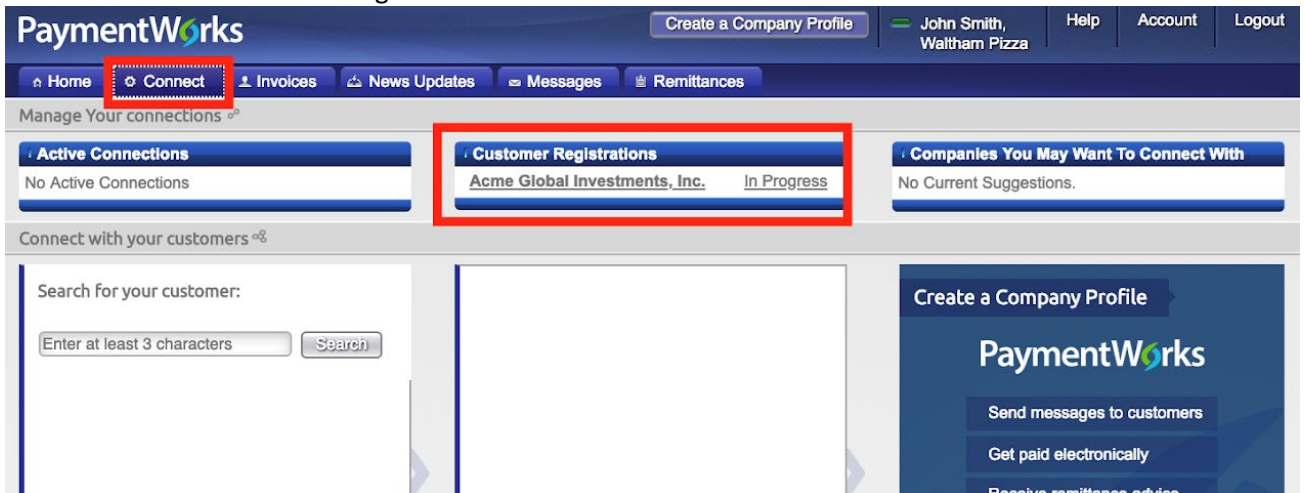 PaymentWorks
Create a Company Profile
John Smith,
Waltham Pizza
Help
Account
Logout
Home
Connect
Invoices
News Updates
Messages
Remittances
Manage Your connections
Active Connections
No Active Connections
Customer Registrations
Acme Global Investments, Inc. In Progress
Companies You May Want To Connect With
No Current Suggestions.
Connect with your customers
Search for your customer:
Enter at least 3 characters
Search
Create a Company Profile
PaymentWorks
Send messages to customers
Get paid electronically
Receive remittance advice